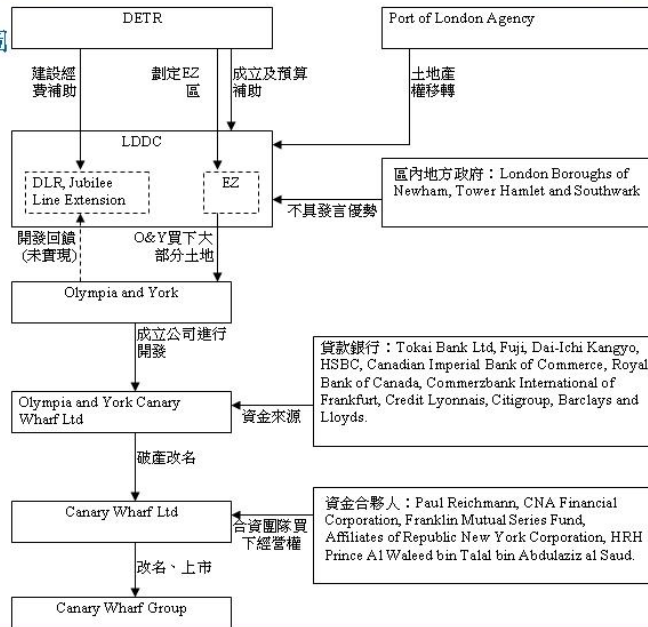 DETR
Port of London Agency
圖
建設經
費補助
劃定EZ
區
成立及預算
補助
土地產
權移轉
LDDC
DLR, Jubilee
Line Extension
EZ
區內地方政府：London Boroughs of
Newham, Tower Hamlet and Southwark
不具發言優勢
開發回饋
(未實現)
O&Y買下大
部分土地
Olympia and York
成立公司進行
開發
貸款銀行：Tokai Bank Ltd, Fuji, Dai-Ichi Kangyo,
HSBC, Canadian Imperial Bank of Commerce, Royal
Bank of Canada, Commerzbank International of
Frankfurt, Credit Lyonnais, Citigroup, Barclays and
Lloyds.
Olympia and York Canary
Wharf Ltd
資金來源
破產改名
資金合夥人：Paul Reichmann, CNA Financial
Corporation, Franklin Mutual Series Fund,
Affiliates of Republic New York Corporation, HRH
Prince Al Waleed bin Talal bin Abdulaziz al Saud.
Canary Wharf Ltd
合資團隊買
下經營權
改名、上市
Canary Wharf Group